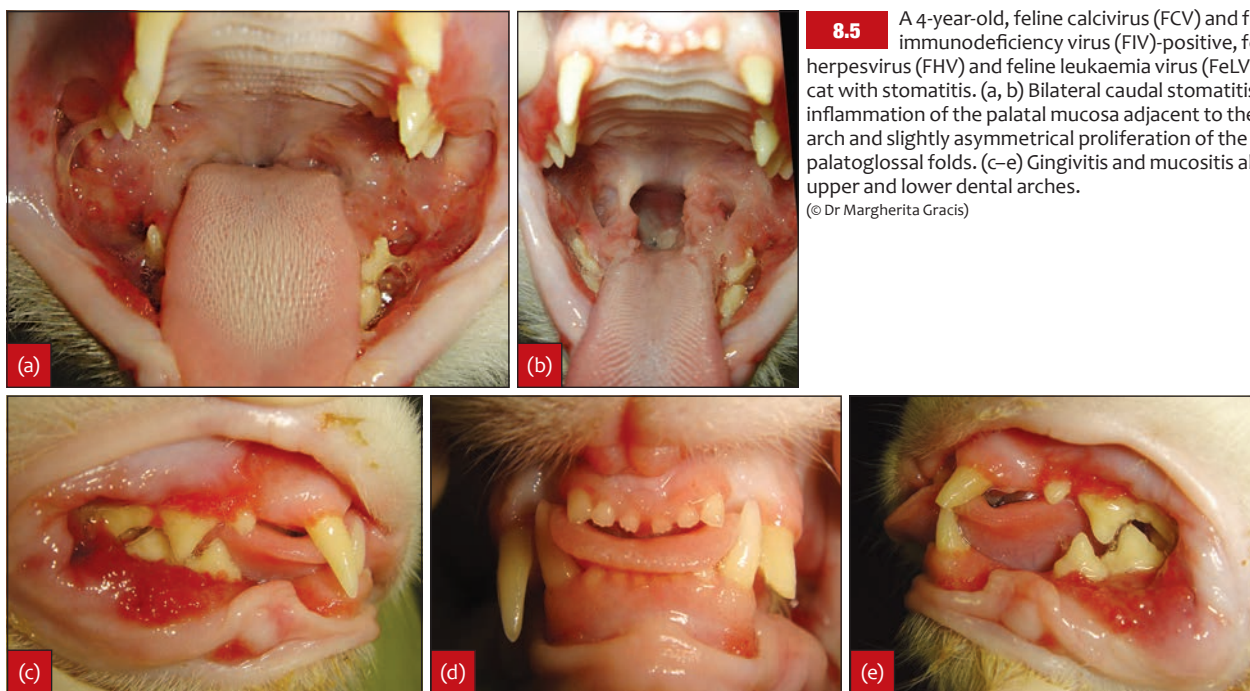 8.5
A 4-year-old, feline calcivirus (FCV) and f
immunodeficiency virus (FIV)-positive, f
herpesvirus (FHV) and feline leukaemia virus (FeLV
cat with stomatitis. (a, b) Bilateral caudal stomatitis
inflammation of the palatal mucosa adjacent to the
arch and slightly asymmetrical proliferation of the
palatoglossal folds. (c–e) Gingivitis and mucositis al
upper and lower dental arches.
(© Dr Margherita Gracis)
(a)
(b)
(c)
(d)
(e)